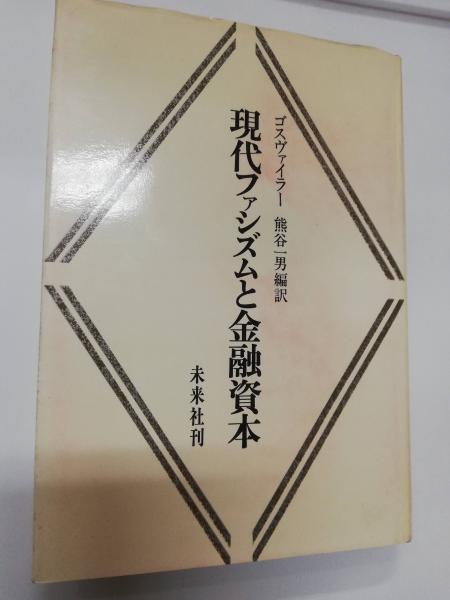 ゴスヴァイラー 熊谷一男編訳
現代ファシズムと金融資本
未来社刊